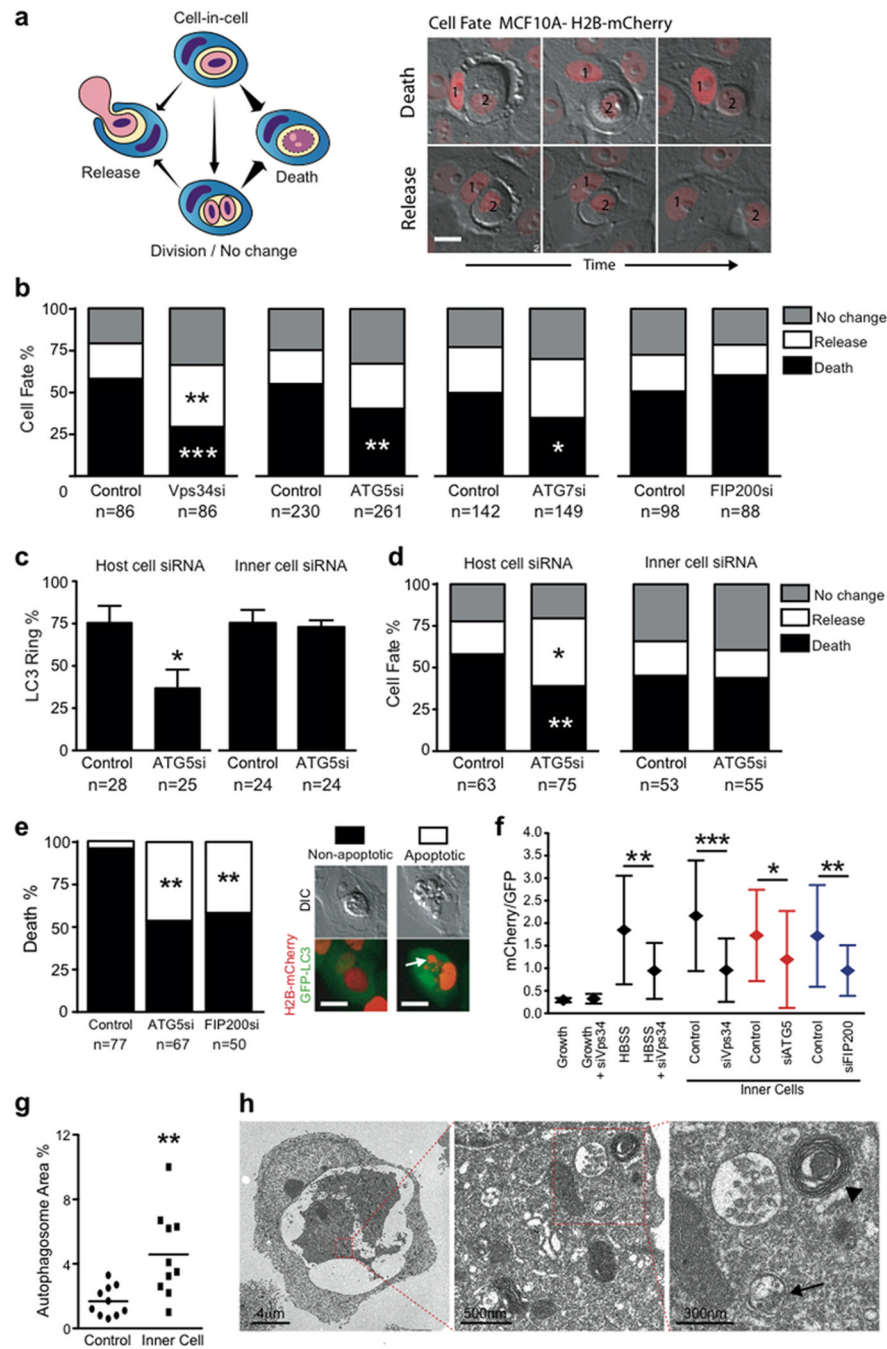 a
Cell-in-cell
Release
Death
Division / No change
Cell Fate MCF10A- H2B-mCherry
Death
1
2
1
2
1
2
Release
1
2
1
2
1
2
2
Time
b
Cell Fate %
100
75
50
25
0
Control
n=86
Vps34si
n=86
Control
n=230
ATG5si
n=261
Control
n=142
ATG7si
n=149
Control
n=98
FIP200si
n=88
**
***
**
*
No change
Release
Death
c
Host cell siRNA
Inner cell siRNA
LC3 Ring %
100
75
50
25
0
*
Control
n=28
ATG5si
n=25
Control
n=24
ATG5si
n=24
d
Host cell siRNA
Inner cell siRNA
Cell Fate %
100
75
50
25
0
*
**
Control
n=63
ATG5si
n=75
Control
n=53
ATG5si
n=55
No change
Release
Death
e
Death %
100
75
50
25
0
**
**
Control
n=77
ATG5si
n=67
FIP200si
n=50
Non-apoptotic
Apoptotic
DIC
H2B-mCherry
GFP-LC3
f
mCherry/GFP
4.0
3.5
3.0
2.5
2.0
1.5
1.0
0.5
0.0
**
***
*
**
Growth
Growth
+ siVps34
HBSS
HBSS
+ siVps34
Control
siVps34
Control
siATG5
Control
siFIP200
Inner Cells
g
Autophagosome Area %
12
8
4
0
**
Control
Inner Cell
h
4μm
500nm
300nm